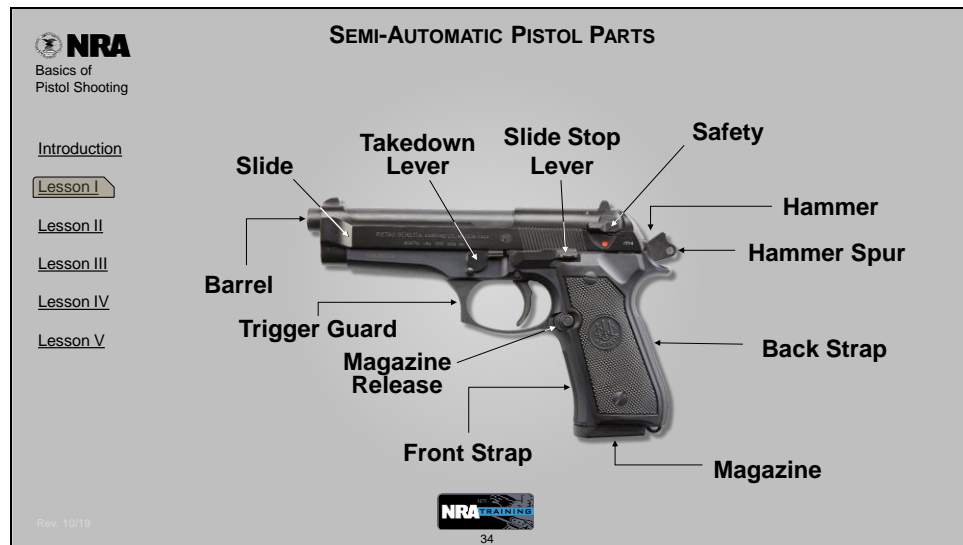 NRA
Basics of
Pistol Shooting
SEMI-AUTOMATIC PISTOL PARTS
Introduction
Lesson I
Lesson II
Lesson III
Lesson IV
Lesson V
Slide
Takedown
Lever
Slide Stop
Lever
Safety
Hammer
Hammer Spur
Barrel
Trigger Guard
Magazine
Release
Back Strap
Front Strap
Magazine
Rev. 10/19
NRA TRAINING
34